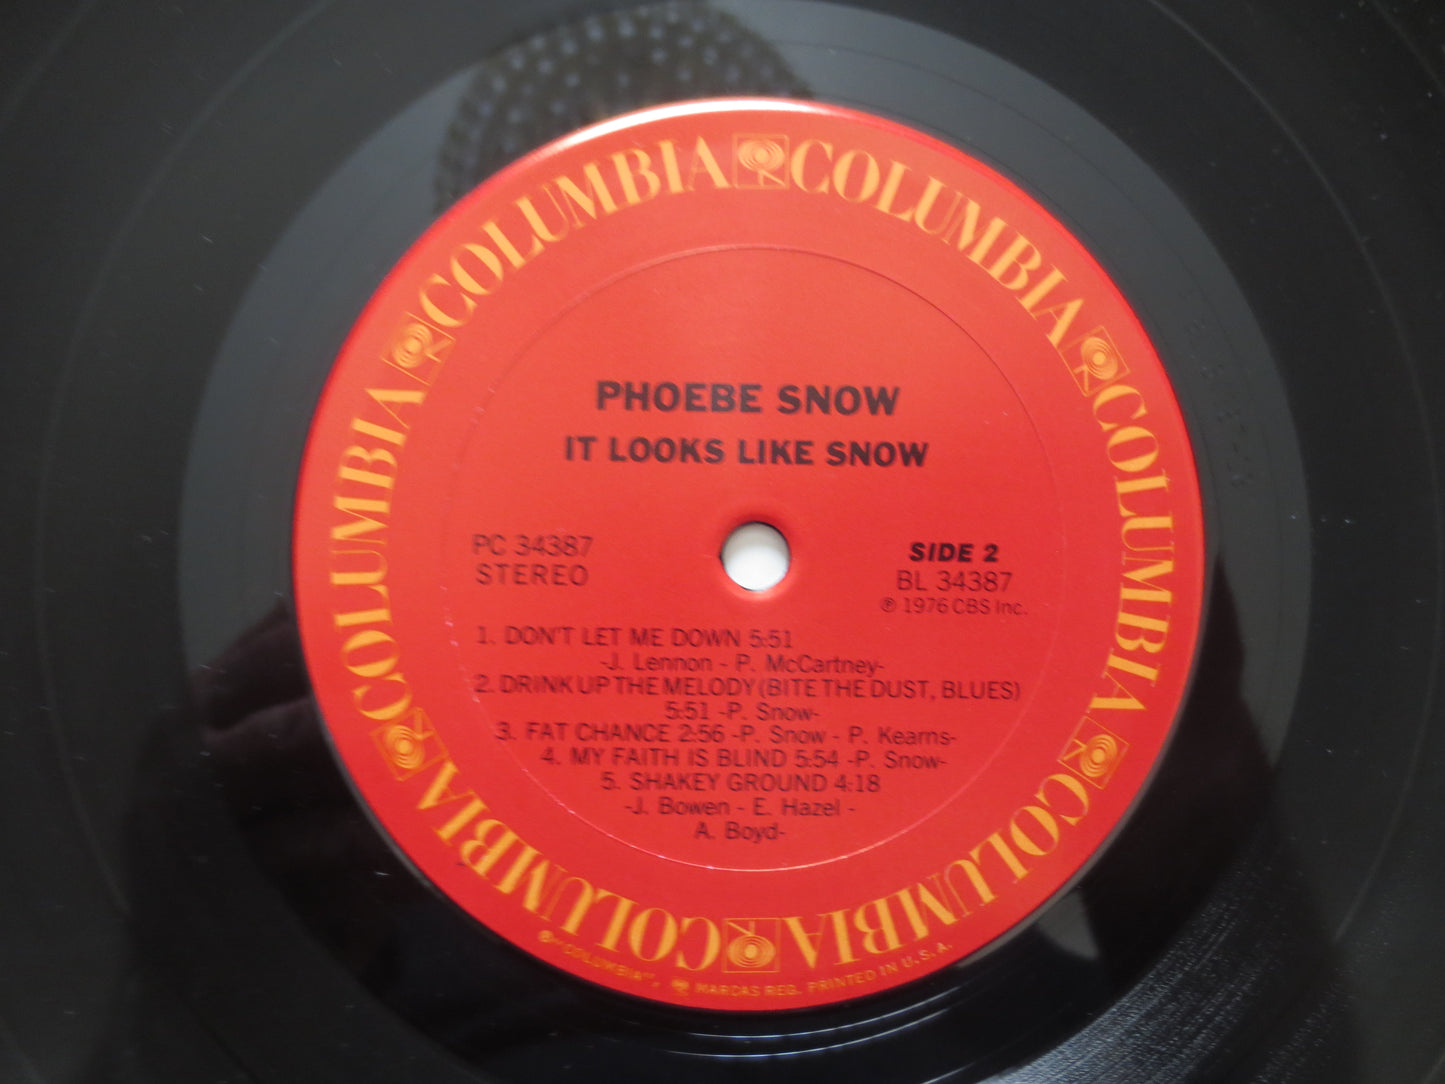 COLUMBIA COLUMBIA COLUMBIA COLUMBIA COLUMBIA COLUMBIA COLUMBIA COLUMBIA COLUMBIA
PHOEBE SNOW
IT LOOKS LIKE SNOW
PC 34387
STEREO
SIDE 2
BL 34387
℗ 1976 CBS Inc.
1. DON'T LET ME DOWN 5:51
-J. Lennon - P. McCartney-
2. DRINK UP THE MELODY (BITE THE DUST, BLUES)
5:51 -P. Snow-
3. FAT CHANCE 2:56 -P. Snow - P. Kearns-
4. MY FAITH IS BLIND 5:54 -P. Snow-
5. SHAKEY GROUND 4:18
-J. Bowen - E. Hazel -
A. Boyd-
® "COLUMBIA", MARCAS REG. PRINTED IN U.S.A.